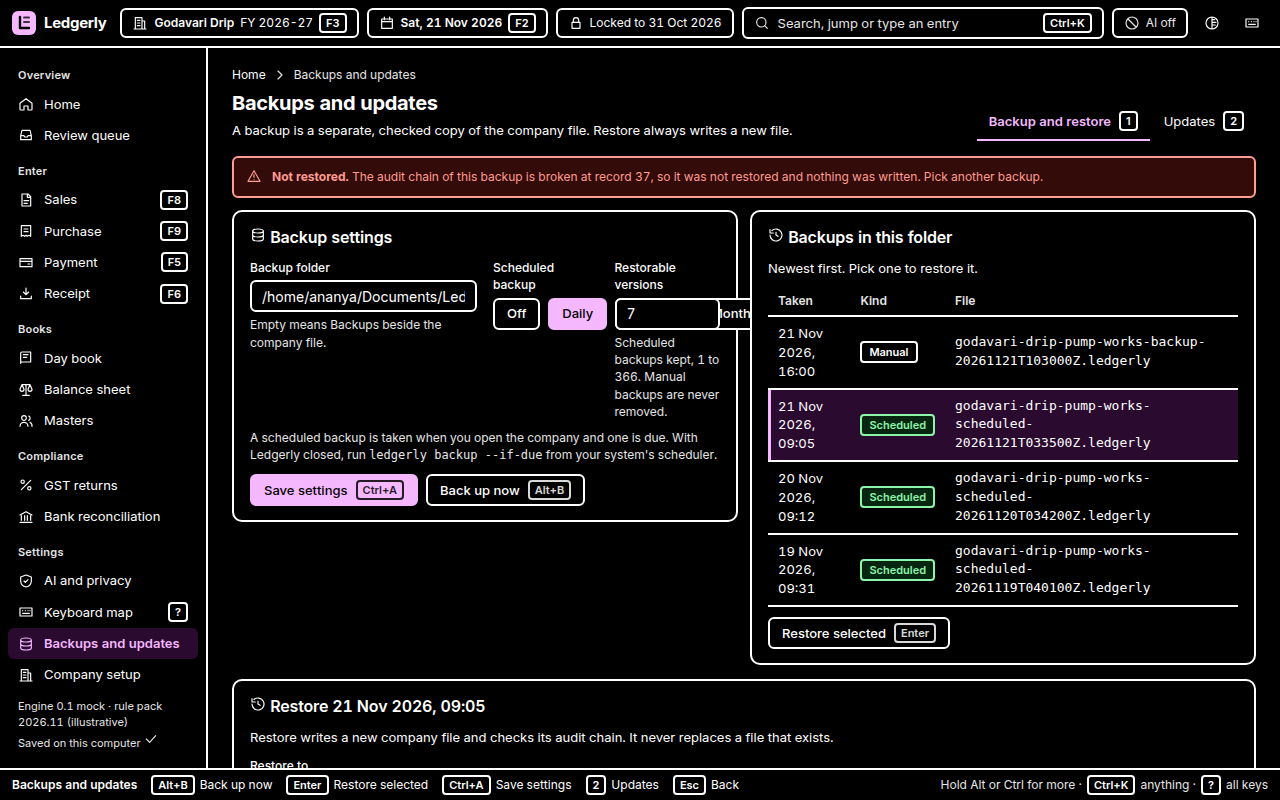 Ledgerly
Godavari Drip FY 2026-27 F3
Sat, 21 Nov 2026 F2
Locked to 31 Oct 2026
Search, jump or type an entry Ctrl+K
AI off
Overview
Home
Review queue
Enter
Sales F8
Purchase F9
Payment F5
Receipt F6
Books
Day book
Balance sheet
Masters
Compliance
GST returns
Bank reconciliation
Settings
AI and privacy
Keyboard map ?
Backups and updates
Company setup
Engine 0.1 mock · rule pack
2026.11 (illustrative)
Saved on this computer
Home > Backups and updates
Backups and updates
A backup is a separate, checked copy of the company file. Restore always writes a new file.
Backup and restore 1
Updates 2
Not restored. The audit chain of this backup is broken at record 37, so it was not restored and nothing was written. Pick another backup.
Backup settings
Backup folder
/home/ananya/Documents/Led
Empty means Backups beside the
company file.
Scheduled
backup
Off
Daily
Restorable
versions
7
Month
Scheduled
backups kept, 1 to
366. Manual
backups are never
removed.
A scheduled backup is taken when you open the company and one is due. With
Ledgerly closed, run ledgerly backup --if-due from your system's scheduler.
Save settings Ctrl+A
Back up now Alt+B
Backups in this folder
Newest first. Pick one to restore it.
Taken Kind File
21 Nov
2026,
16:00
Manual
godavari-drip-pump-works-backup-
20261121T103000Z.ledgerly
21 Nov
2026,
09:05
Scheduled
godavari-drip-pump-works-
scheduled-
20261121T033500Z.ledgerly
20 Nov
2026,
09:12
Scheduled
godavari-drip-pump-works-
scheduled-
20261120T034200Z.ledgerly
19 Nov
2026,
09:31
Scheduled
godavari-drip-pump-works-
scheduled-
20261119T040100Z.ledgerly
Restore selected Enter
Restore 21 Nov 2026, 09:05
Restore writes a new company file and checks its audit chain. It never replaces a file that exists.
Restore to
Backups and updates Alt+B Back up now Enter Restore selected Ctrl+A Save settings 2 Updates Esc Back
Hold Alt or Ctrl for more · Ctrl+K anything · ? all keys